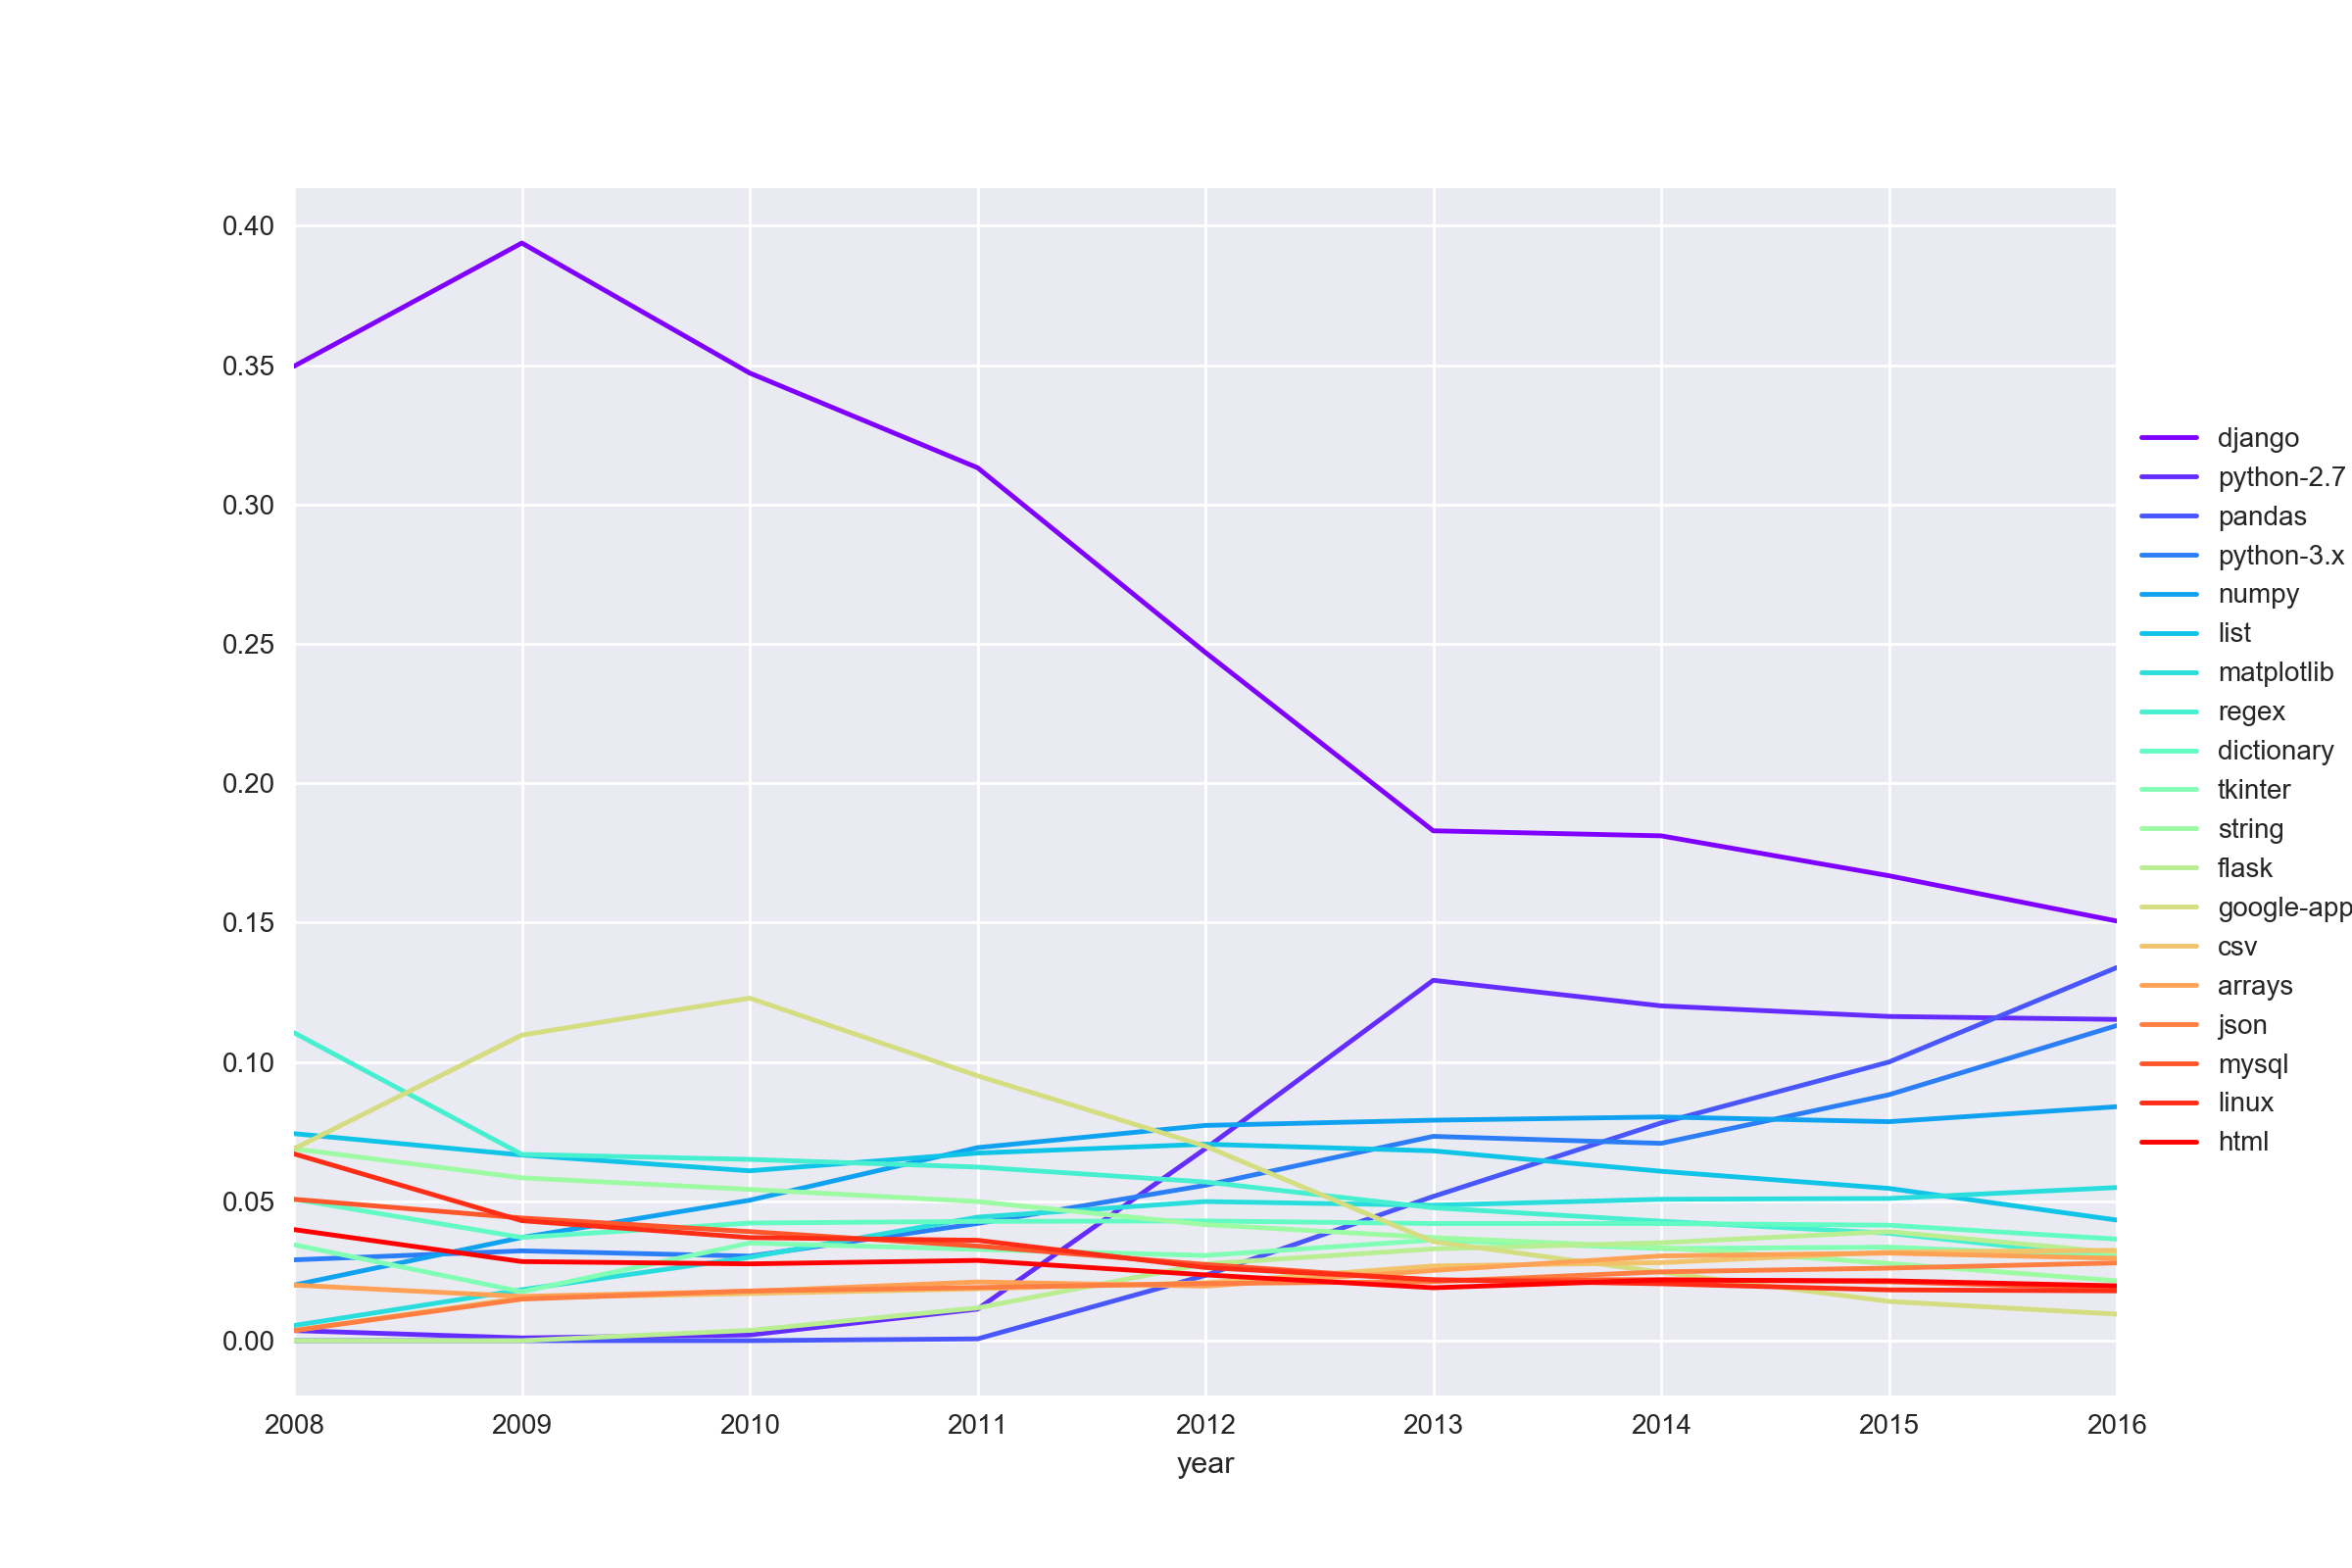 0.40
0.35
0.30
0.25
0.20
0.15
0.10
0.05
0.00
2008 2009 2010 2011 2012 2013 2014 2015 2016
year
django
python-2.7
pandas
python-3.x
numpy
list
matplotlib
regex
dictionary
tkinter
string
flask
google-app
csv
arrays
json
mysql
linux
html